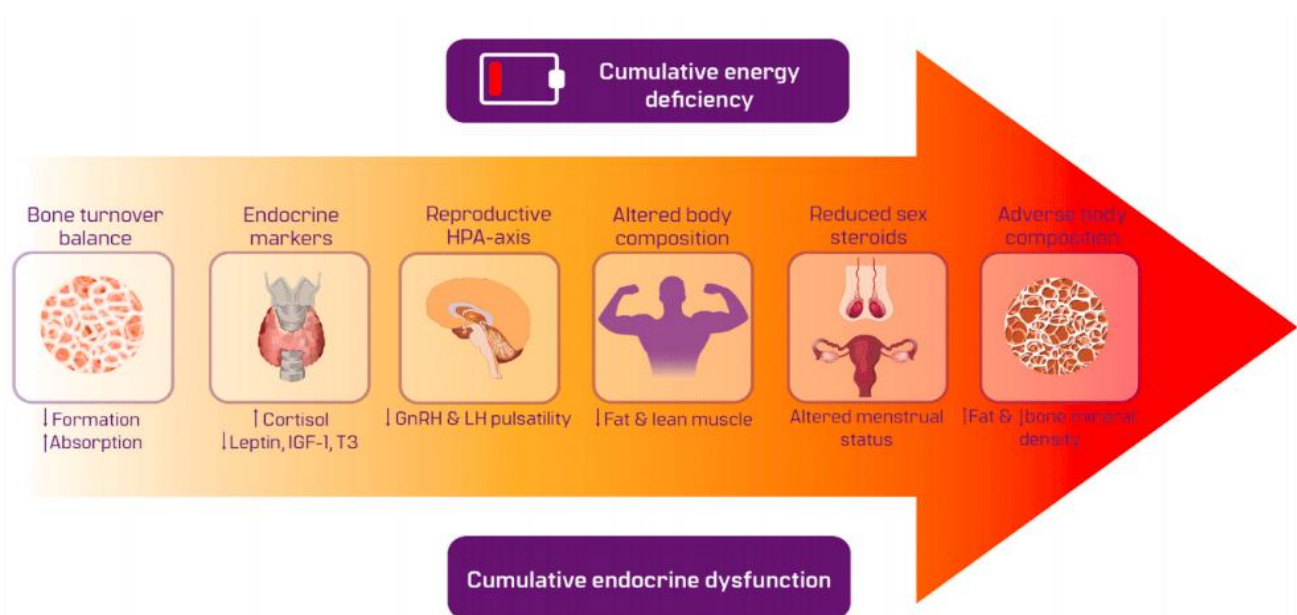 Cumulative energy
deficiency
Bone turnover
balance
Endocrine
markers
Reproductive
HPA-axis
Altered body
composition
Reduced sex
steroids
Adverse body
composition
↓Formation
↑Absorption
↑Cortisol
↓Leptin, IGF-1, T3
↓GnRH & LH pulsatility
↓Fat & lean muscle
Altered menstrual
status
↑Fat & ↓bone mineral
density
Cumulative endocrine dysfunction